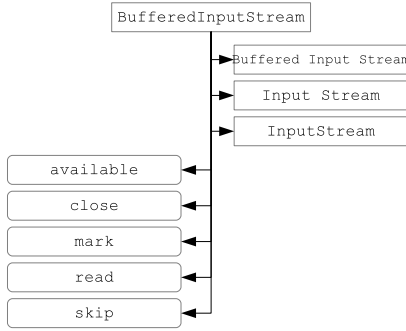 BufferedInputStream
Buffered Input Stream
Input Stream
InputStream
available
close
mark
read
skip